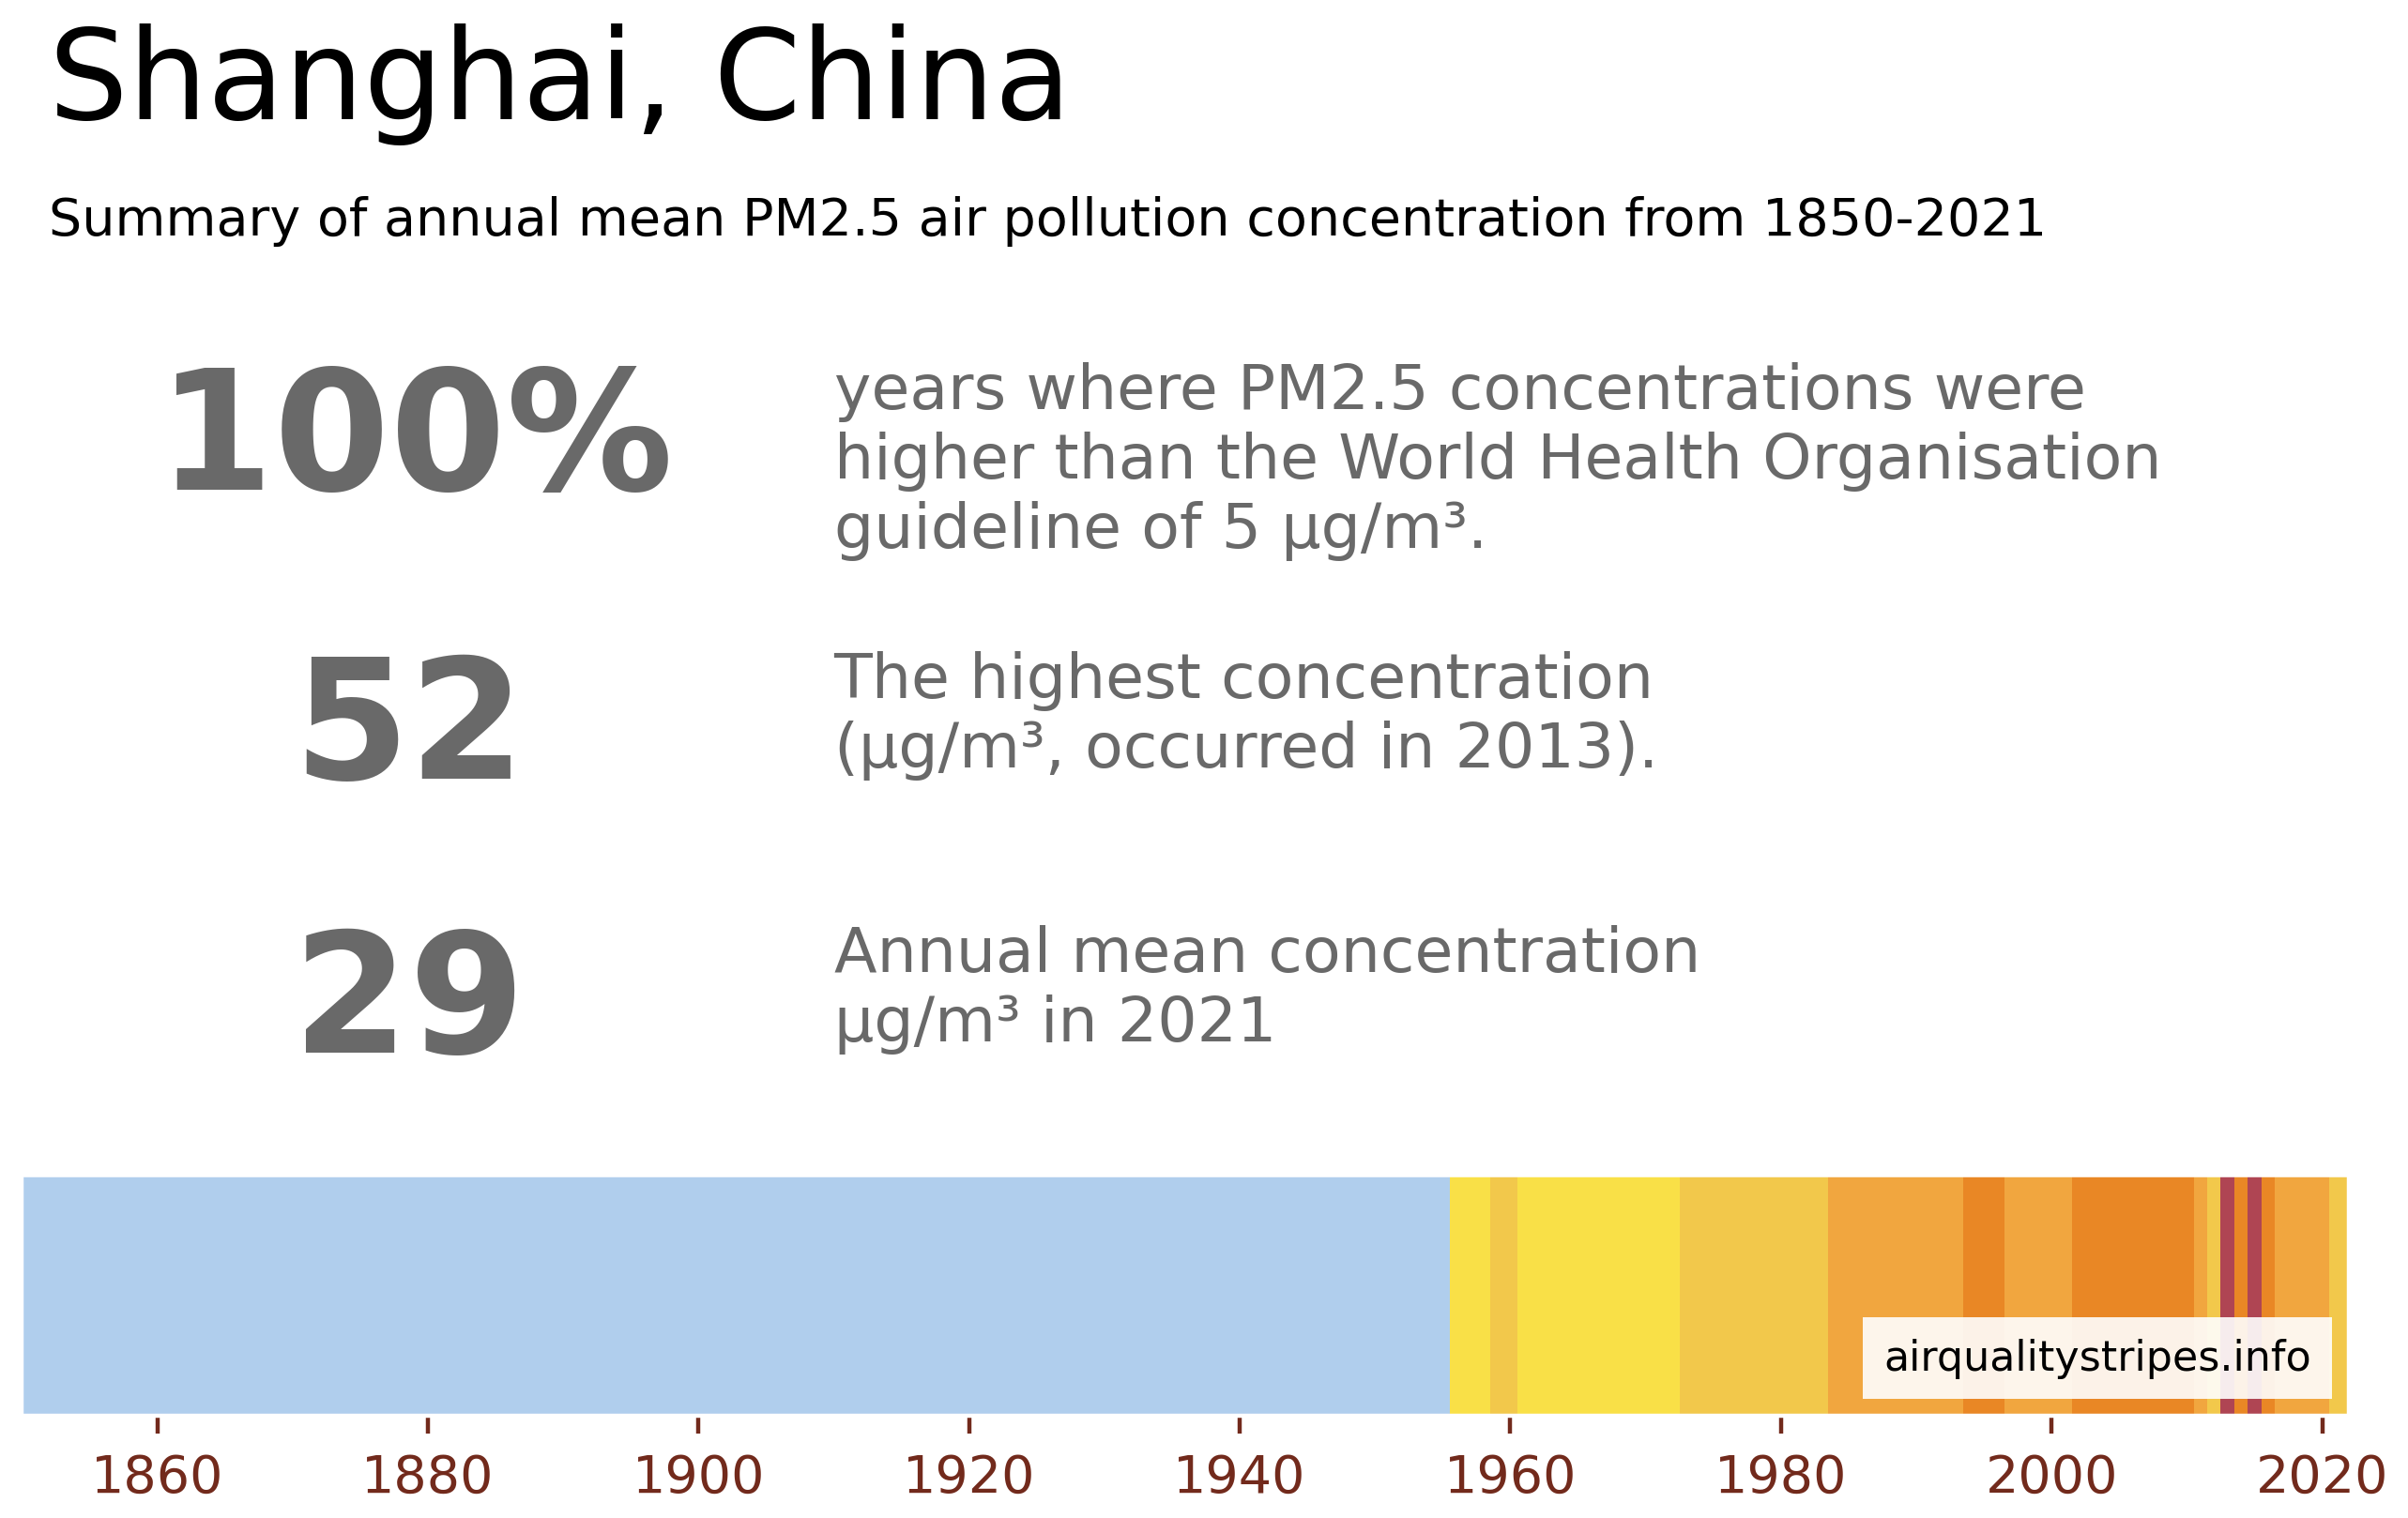 Shanghai, China
Summary of annual mean PM2.5 air pollution concentration from 1850-2021
100%
years where PM2.5 concentrations were
higher than the World Health Organisation
guideline of 5 µg/m³.
52
The highest concentration
(µg/m³, occurred in 2013).
29
Annual mean concentration
µg/m³ in 2021
airqualitystripes.info
1860 1880 1900 1920 1940 1960 1980 2000 2020